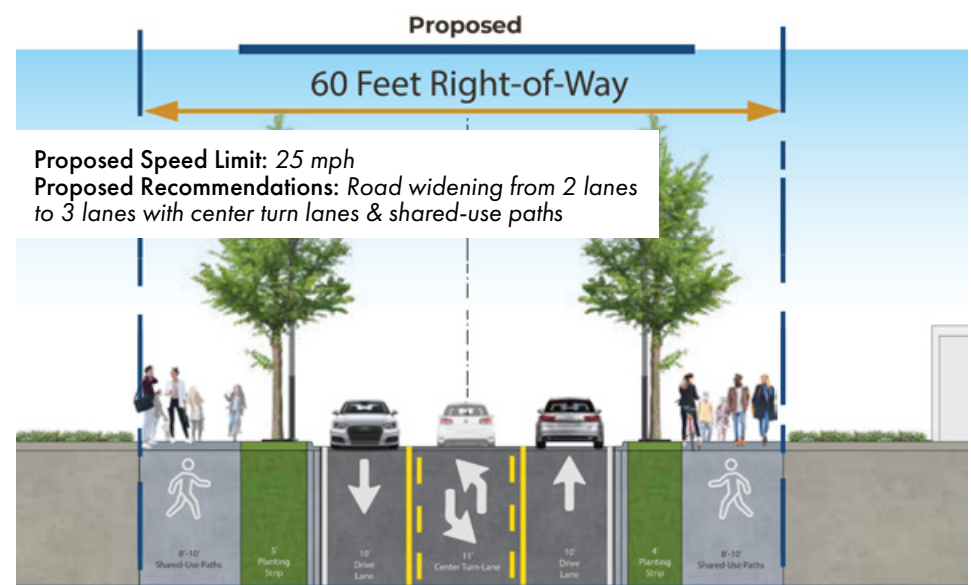 Proposed
60 Feet Right-of-Way
Proposed Speed Limit: 25 mph
Proposed Recommendations: Road widening from 2 lanes
to 3 lanes with center turn lanes & shared-use paths
8'-10'
Shared-Use Paths
5'
Planting
Strip
10'
Drive
Lane
11'
Center Turn-Lane
10'
Drive
Lane
4'
Planting
Strip
8'-10'
Shared-Use Paths